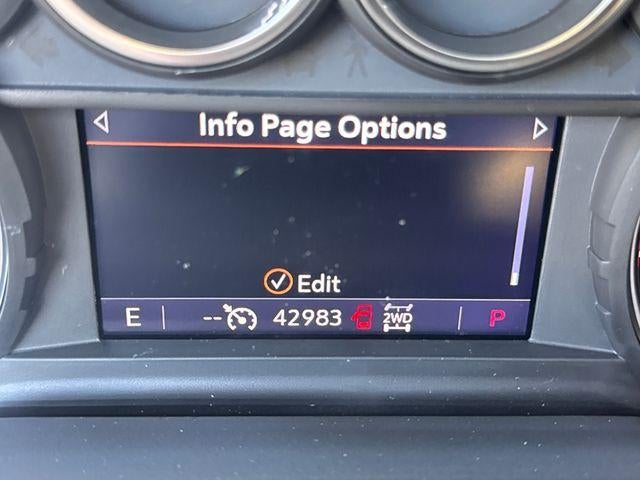 Info Page Options
Edit
E -- 42983 2WD P